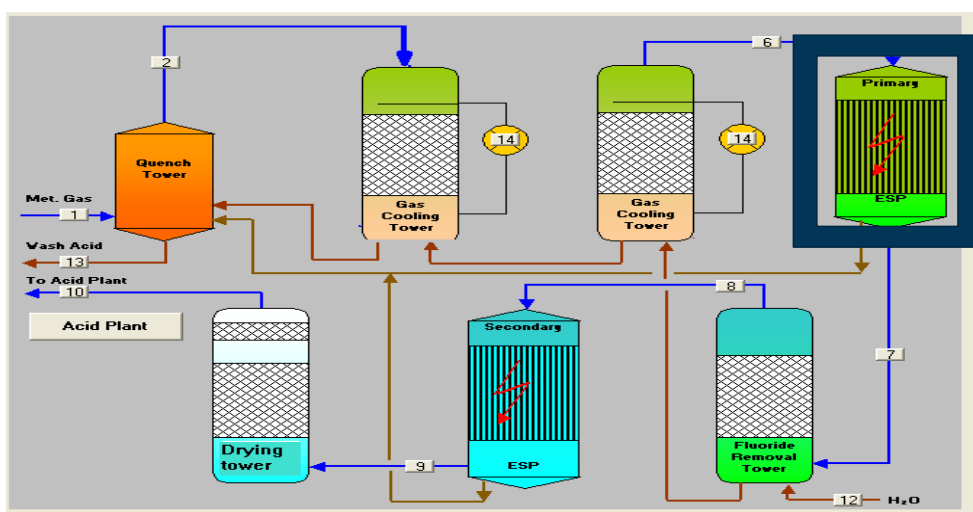 2
6
Primary
14
14
Quench
Tower
Met. Gas
1
Gas
Cooling
Tower
Gas
Cooling
Tower
ESP
Wash Acid
13
To Acid Plant
10
8
Acid Plant
Secondary
7
Drying
tower
9
ESP
Fluoride
Removal
Tower
12
H₂O